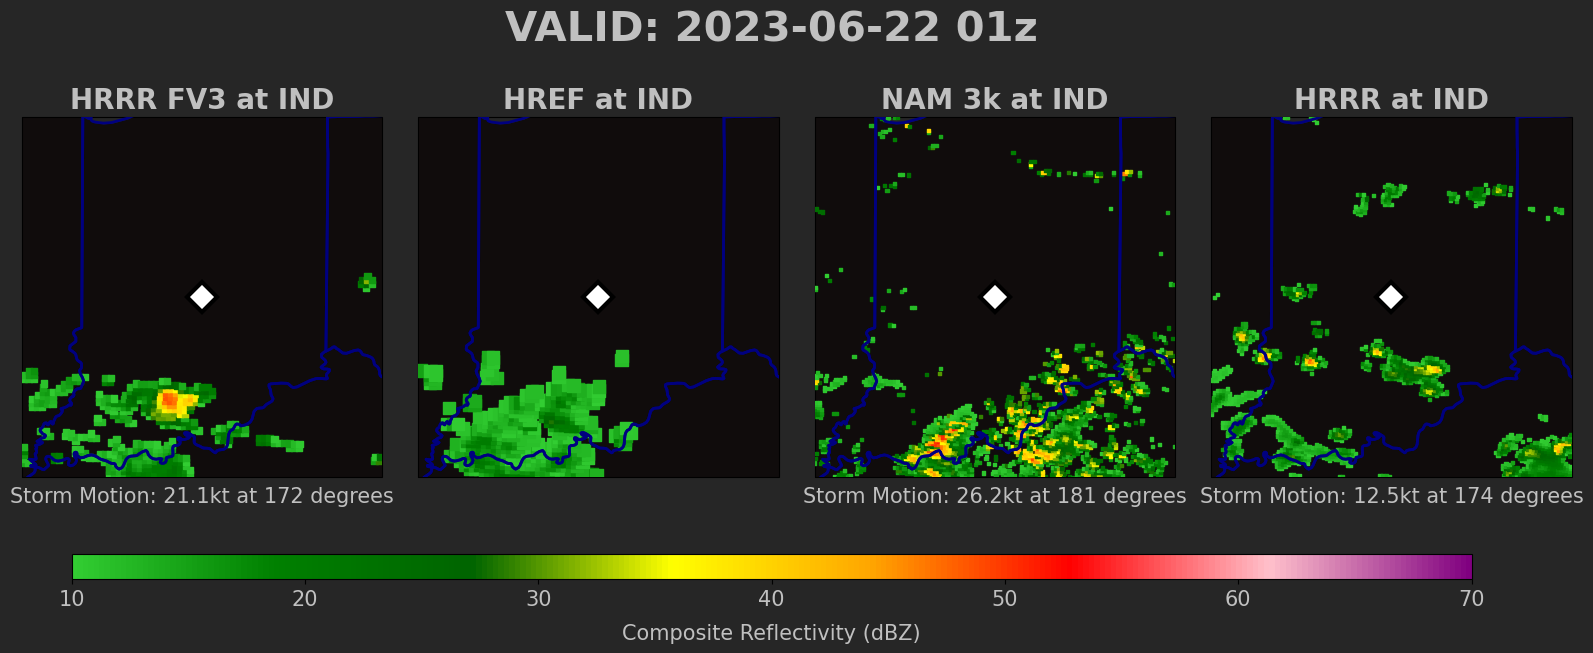 VALID: 2023-06-22 01z
HRRR FV3 at IND
HREF at IND
NAM 3k at IND
HRRR at IND
Storm Motion: 21.1kt at 172 degrees
Storm Motion: 26.2kt at 181 degrees
Storm Motion: 12.5kt at 174 degrees
10 20 30 40 50 60 70
Composite Reflectivity (dBZ)